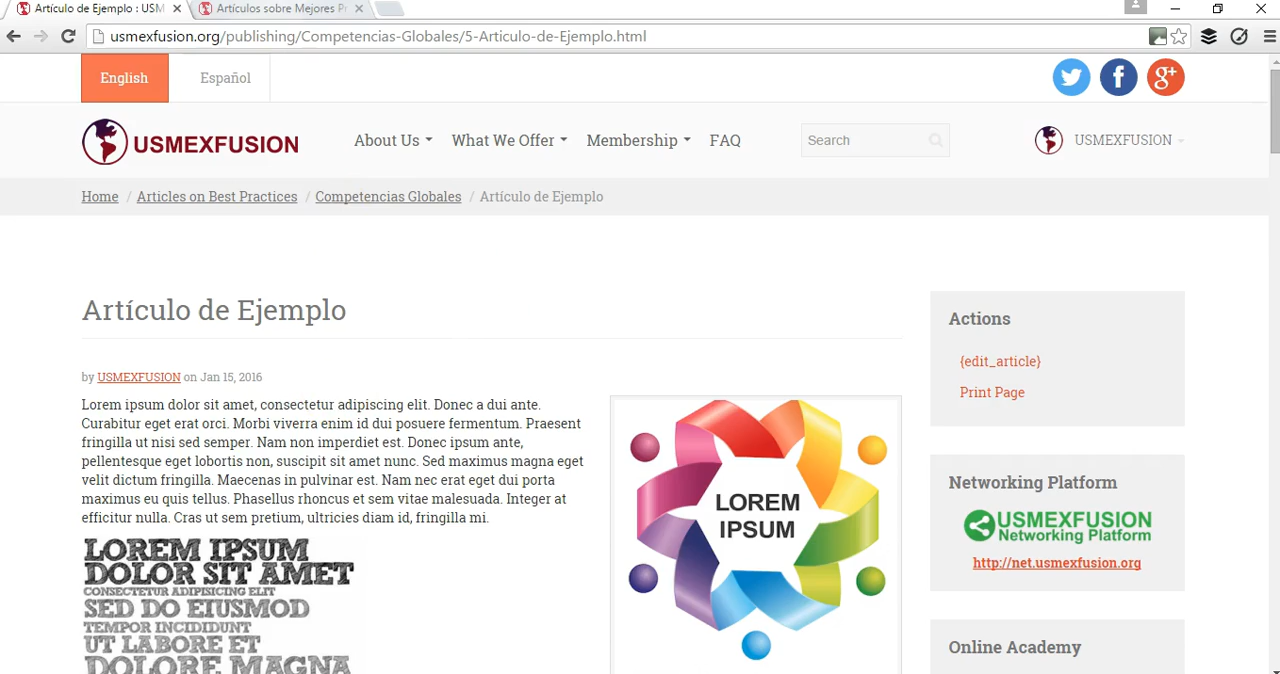 Artículo de Ejemplo : USM
Artículos sobre Mejores Pr
usmexfusion.org/publishing/Competencias-Globales/5-Articulo-de-Ejemplo.html
English
Español
USMEXFUSION
About Us
What We Offer
Membership
FAQ
Search
USMEXFUSION
Home / Articles on Best Practices / Competencias Globales / Artículo de Ejemplo
Artículo de Ejemplo
by USMEXFUSION on Jan 15, 2016
Lorem ipsum dolor sit amet, consectetur adipiscing elit. Donec a dui ante.
Curabitur eget erat orci. Morbi viverra enim id dui posuere fermentum. Praesent
fringilla ut nisi sed semper. Nam non imperdiet est. Donec ipsum ante,
pellentesque eget lobortis non, suscipit sit amet nunc. Sed maximus magna eget
velit dictum fringilla. Maecenas in pulvinar est. Nam nec erat eget dui porta
maximus eu quis tellus. Phasellus rhoncus et sem vitae malesuada. Integer at
efficitur nulla. Cras ut sem pretium, ultricies diam id, fringilla mi.
LOREM IPSUM
DOLOR SIT AMET
CONSECTETUR ADIPISICING ELIT
SED DO EIUSMOD
TEMPOR INCIDIDUNT
UT LABORE ET
DOLORE MAGNA
LOREM
IPSUM
Actions
{edit_article}
Print Page
Networking Platform
USMEXFUSION
Networking Platform
http://net.usmexfusion.org
Online Academy